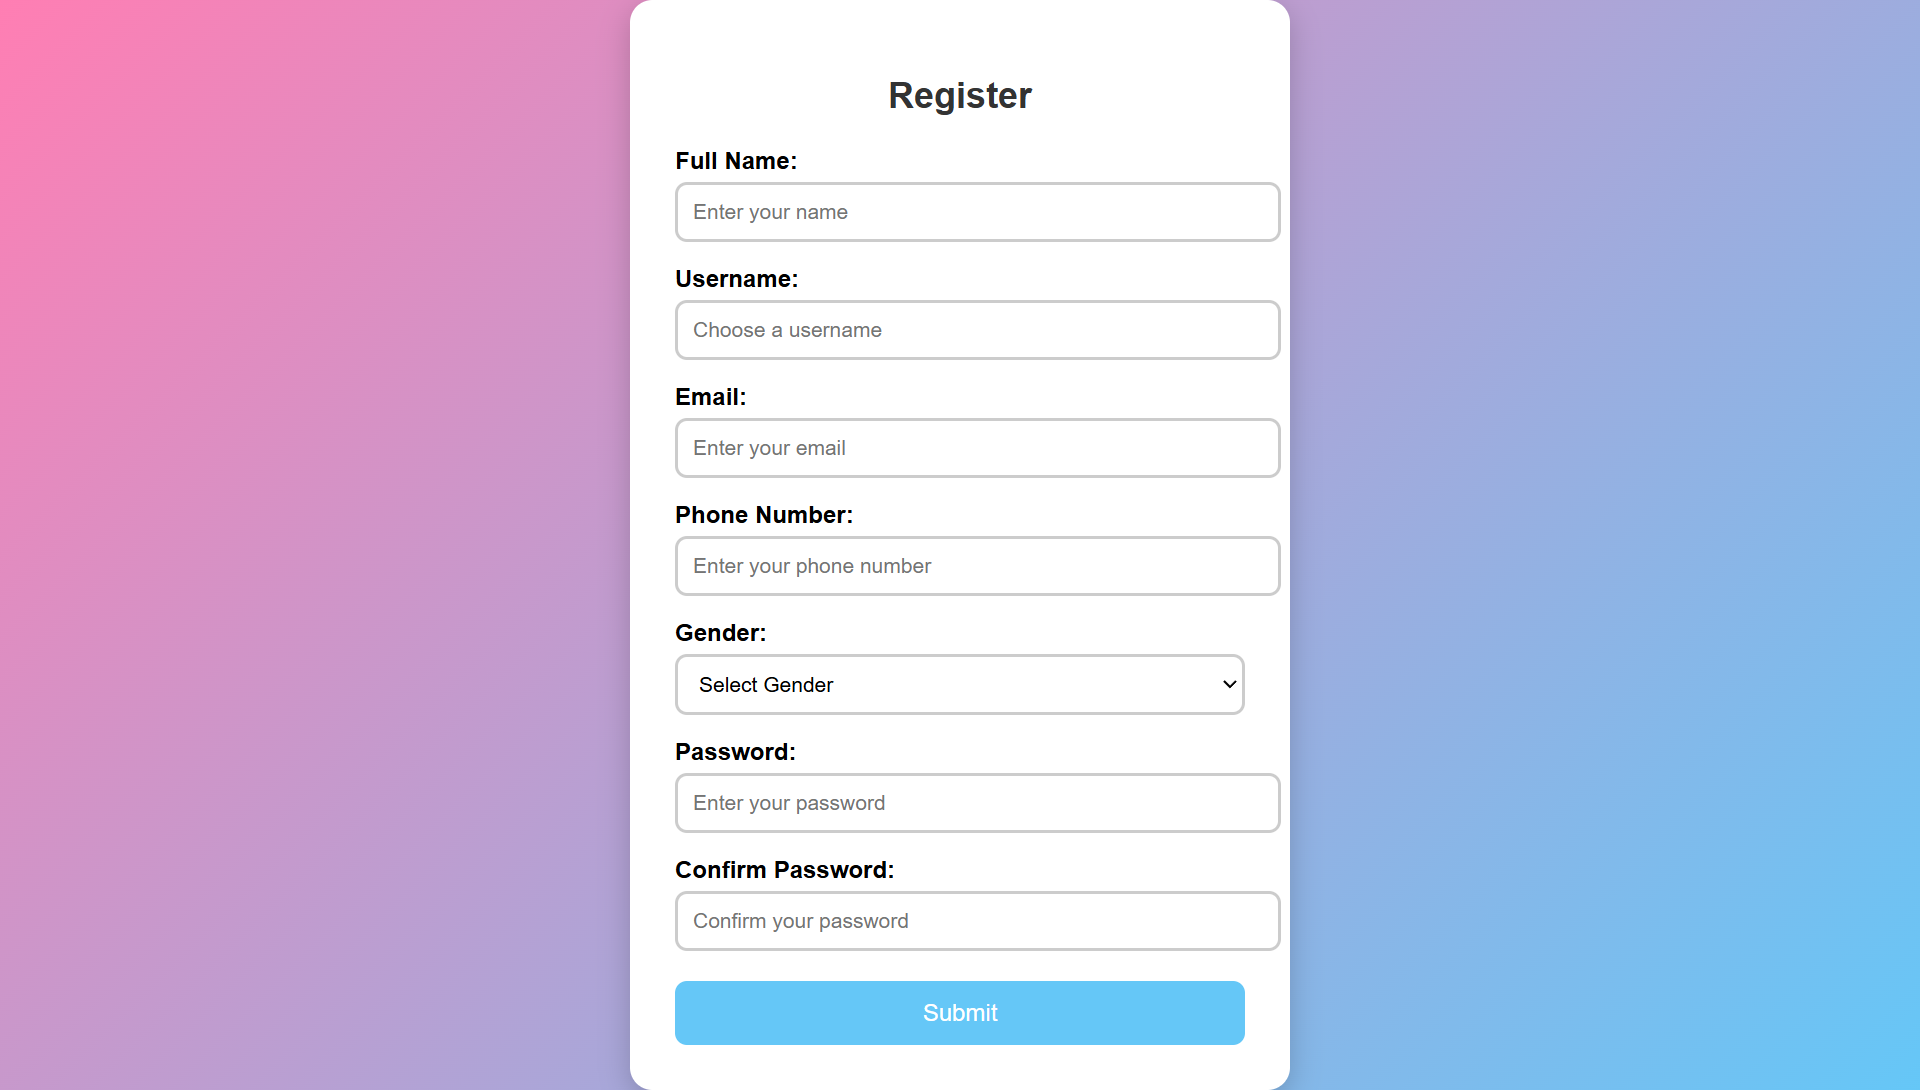 Register
Full Name:
Enter your name
Username:
Choose a username
Email:
Enter your email
Phone Number:
Enter your phone number
Gender:
Select Gender
Password:
Enter your password
Confirm Password:
Confirm your password
Submit